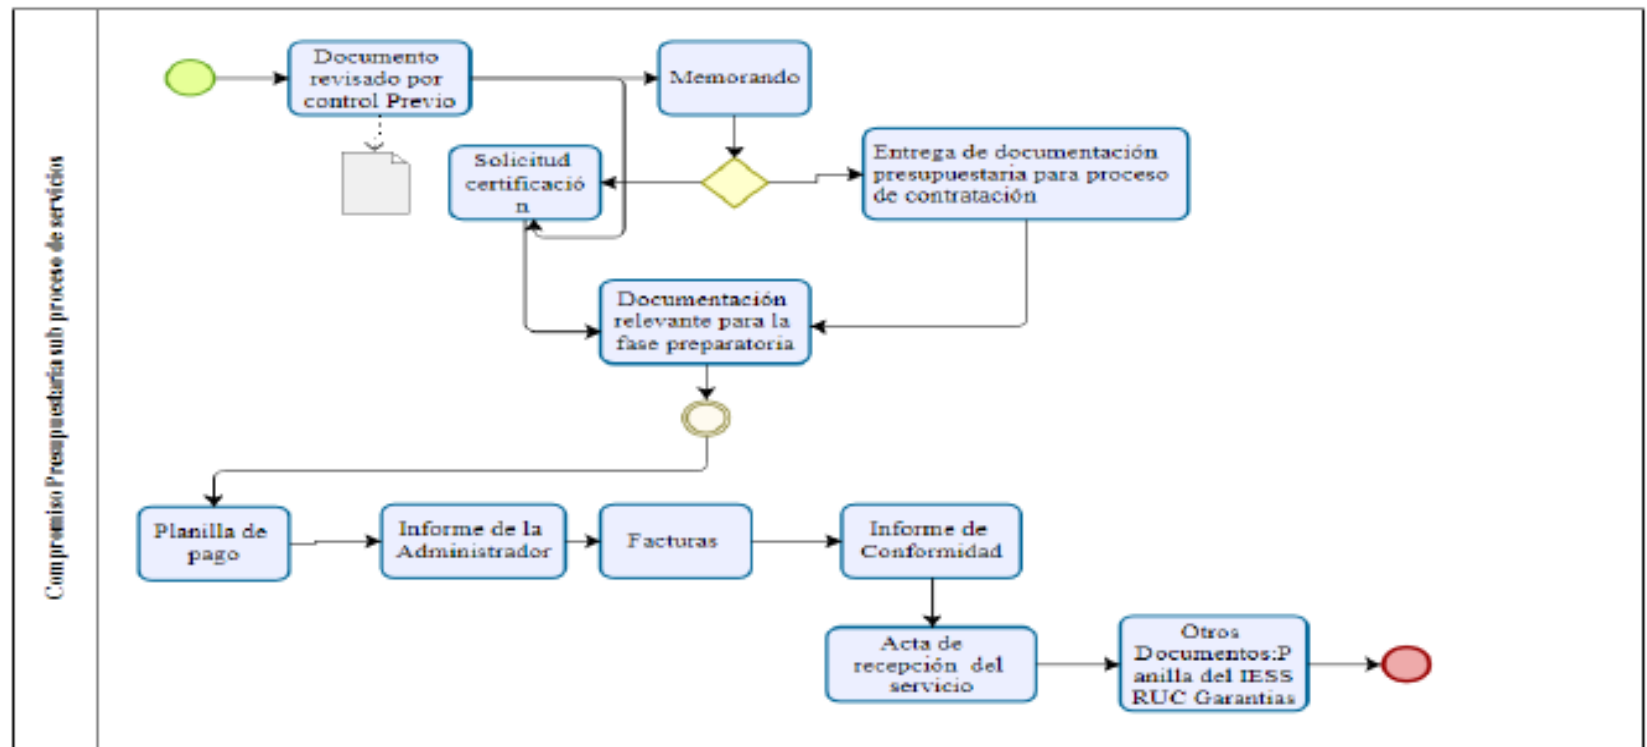 Compromiso Presupuestaria sub proceso de servicios
Documento
revisado por
control Previo
Memorando
Solicitud
certificació
n
Entrega de documentación
presupuestaria para proceso
de contratación
Documentación
relevante para la
fase preparatoria
Planilla de
pago
Informe de la
Administrador
Facturas
Informe de
Conformidad
Acta de
recepción del
servicio
Otros
Documentos:P
anilla del IESS
RUC Garantias